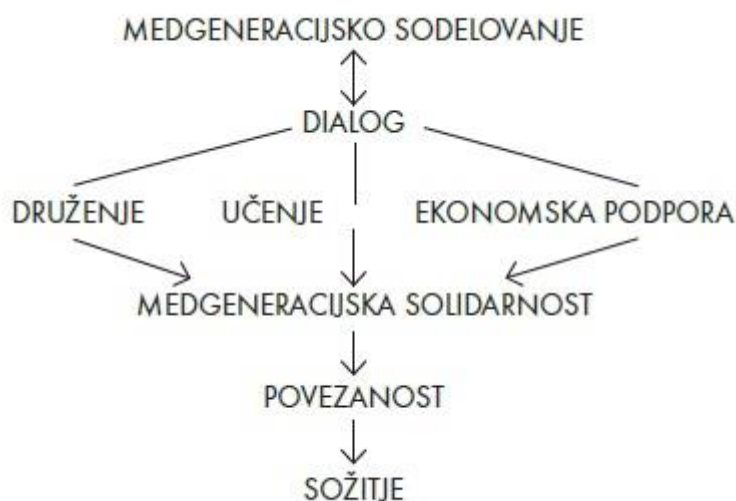 MEDGENERACIJSKO SODELOVANJE
DIALOG
DRUŽENJE UČENJE EKONOMSKA PODPORA
MEDGENERACIJSKA SOLIDARNOST
POVEZANOST
SOŽITJE